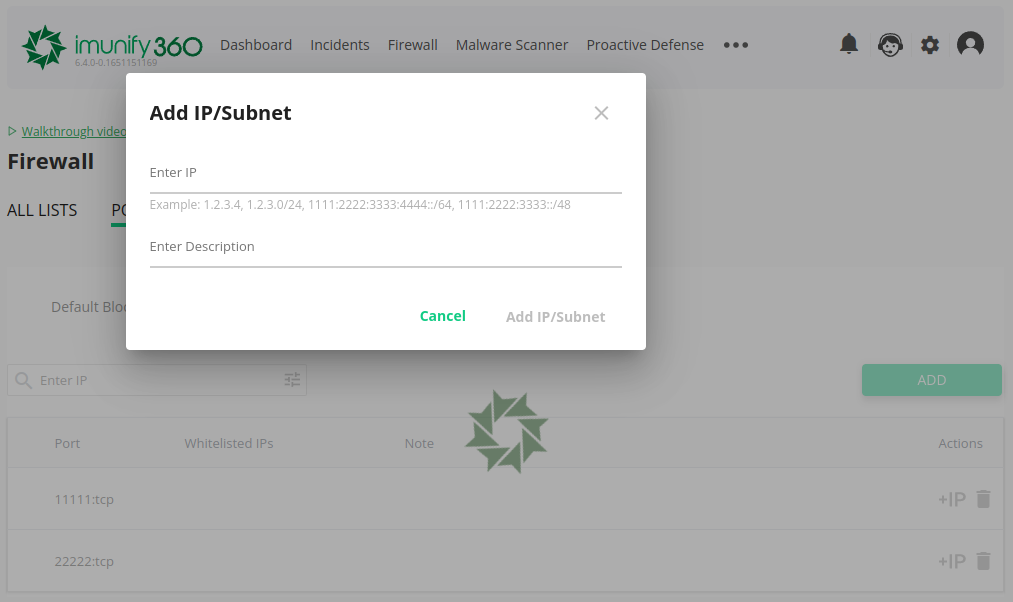 imunify360
6.4.0-0.1651151169
Dashboard Incidents Firewall Malware Scanner Proactive Defense
Walkthrough video
Firewall
ALL LISTS
Add IP/Subnet
Enter IP
Example: 1.2.3.4, 1.2.3.0/24, 1111:2222:3333:4444::/64, 1111:2222:3333::/48
Enter Description
Cancel Add IP/Subnet
Default
Enter IP
ADD
Port Whitelisted IPs Note Actions
11111:tcp +IP
22222:tcp +IP